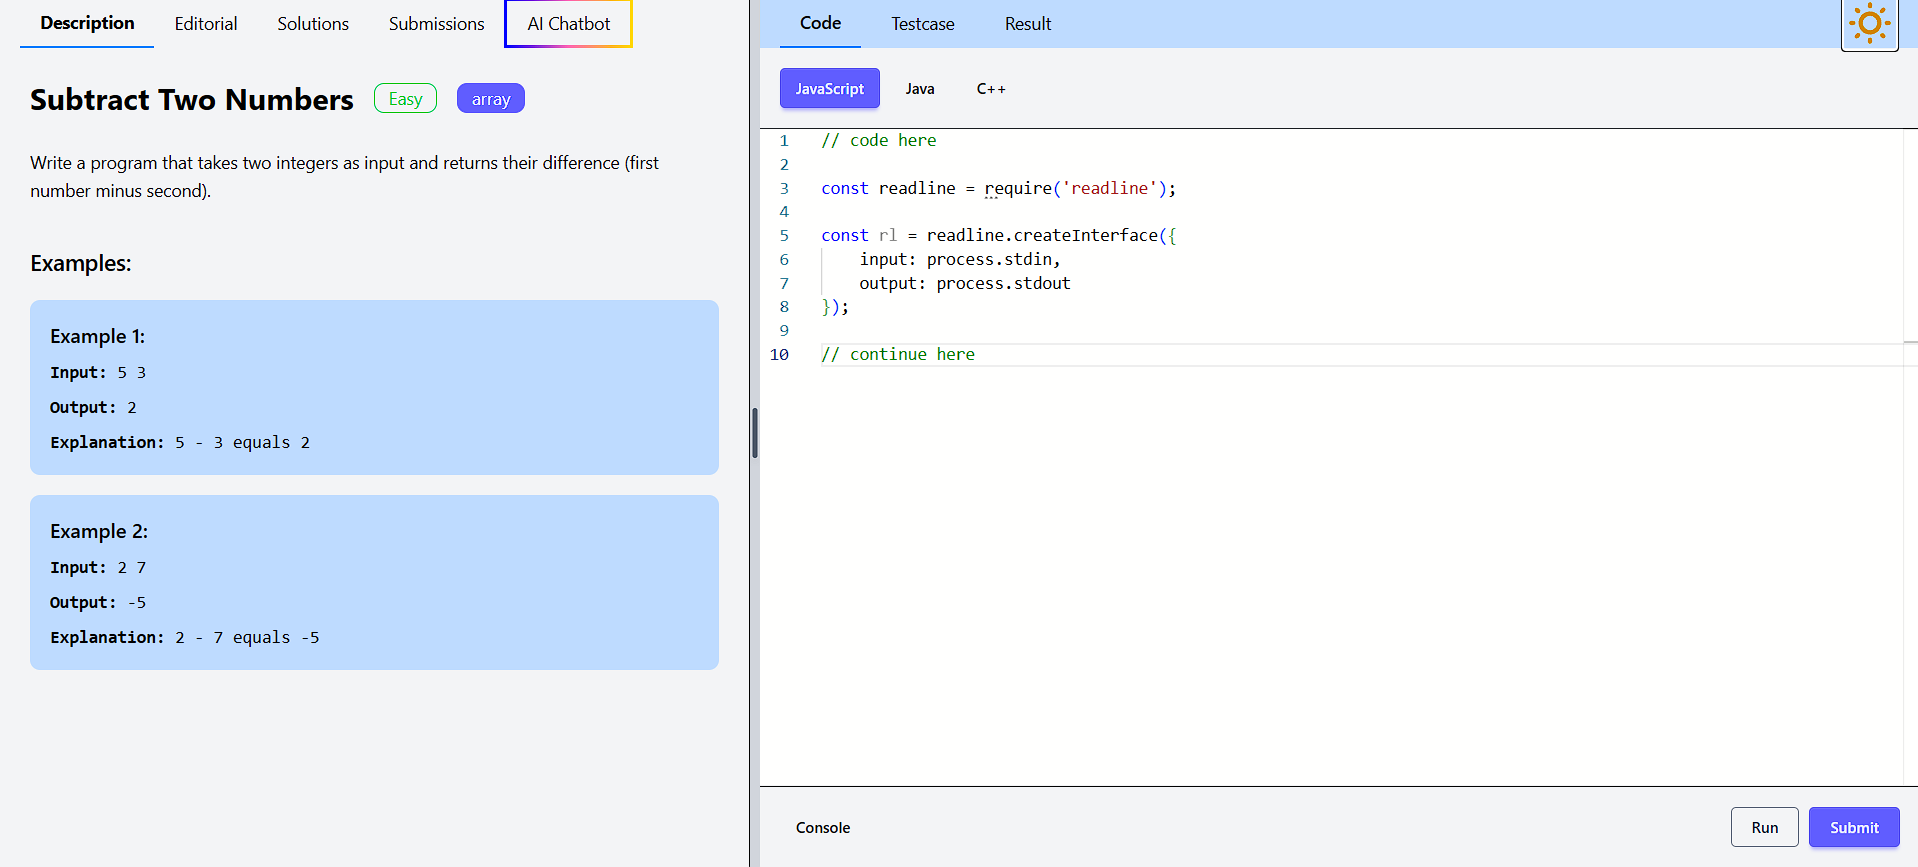 Description Editorial Solutions Submissions AI Chatbot
Subtract Two Numbers Easy array
Write a program that takes two integers as input and returns their difference (first
number minus second).
Examples:
Example 1:
Input: 5 3
Output: 2
Explanation: 5 - 3 equals 2
Example 2:
Input: 2 7
Output: -5
Explanation: 2 - 7 equals -5
Code Testcase Result
JavaScript Java C++
1 // code here
2
3 const readline = require('readline');
4
5 const rl = readline.createInterface({
6     input: process.stdin,
7     output: process.stdout
8 });
9
10 // continue here
Console Run Submit